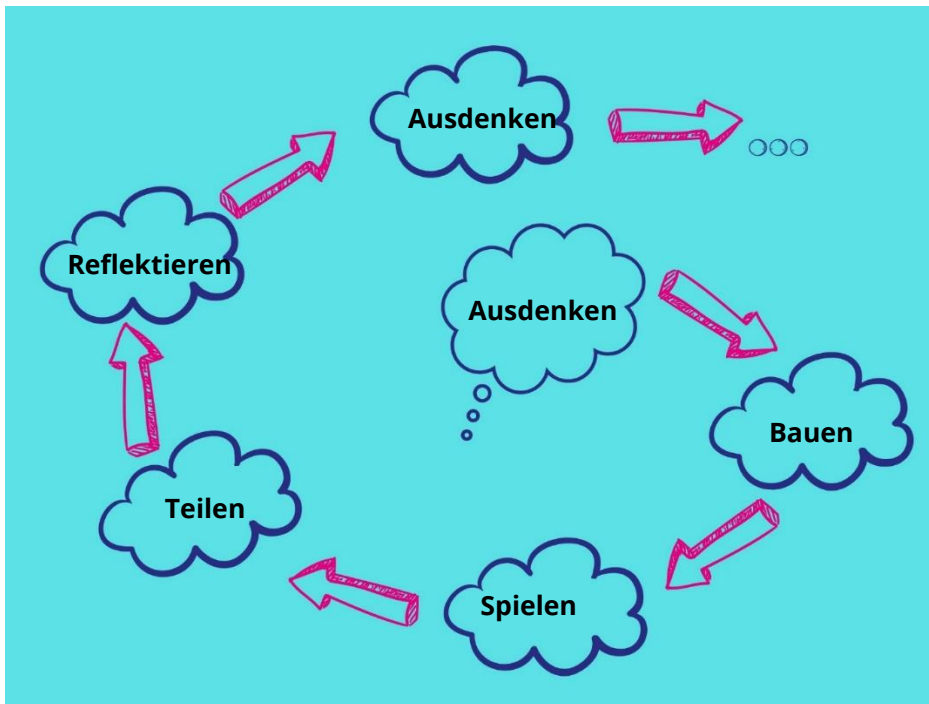 Ausdenken
Reflektieren
Ausdenken
Bauen
Teilen
Spielen